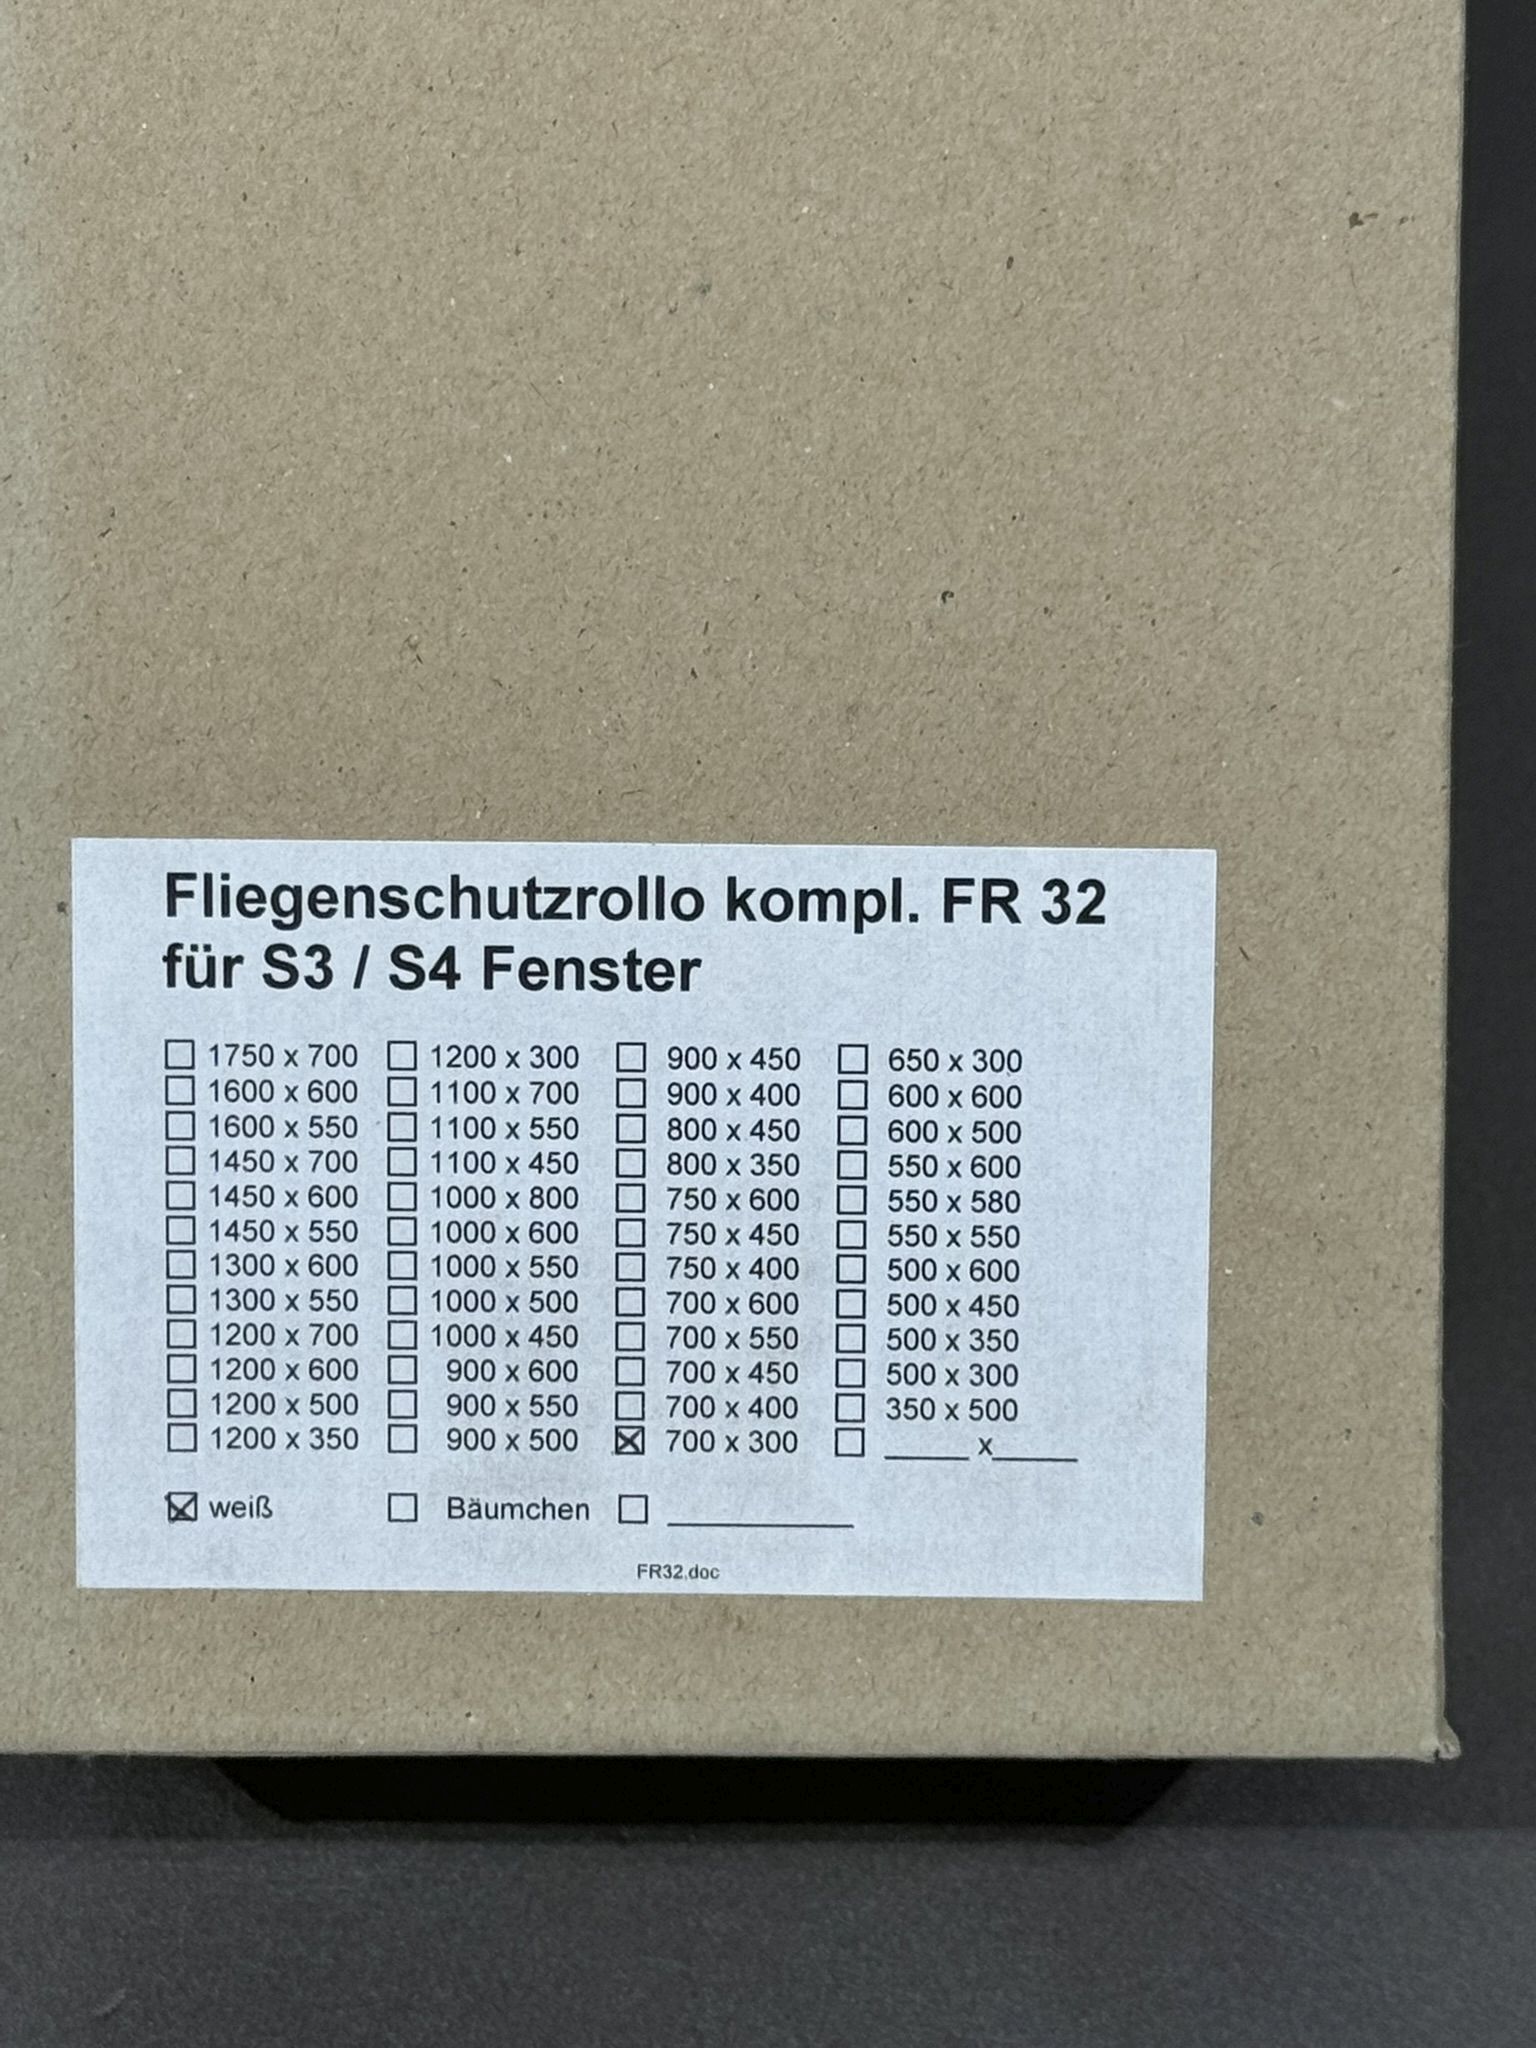 Fliegenschutzrollo kompl. FR 32
für S3 / S4 Fenster
☐ 1750 x 700 ☐ 1200 x 300 ☐ 900 x 450 ☐ 650 x 300
☐ 1600 x 600 ☐ 1100 x 700 ☐ 900 x 400 ☐ 600 x 600
☐ 1600 x 550 ☐ 1100 x 550 ☐ 800 x 450 ☐ 600 x 500
☐ 1450 x 700 ☐ 1100 x 450 ☐ 800 x 350 ☐ 550 x 600
☐ 1450 x 600 ☐ 1000 x 800 ☐ 750 x 600 ☐ 550 x 580
☐ 1450 x 550 ☐ 1000 x 600 ☐ 750 x 450 ☐ 550 x 550
☐ 1300 x 600 ☐ 1000 x 550 ☐ 750 x 400 ☐ 500 x 600
☐ 1300 x 550 ☐ 1000 x 500 ☐ 700 x 600 ☐ 500 x 450
☐ 1200 x 700 ☐ 1000 x 450 ☐ 700 x 550 ☐ 500 x 350
☐ 1200 x 600 ☐ 900 x 600 ☐ 700 x 450 ☐ 500 x 300
☐ 1200 x 500 ☐ 900 x 550 ☐ 700 x 400 ☐ 350 x 500
☐ 1200 x 350 ☐ 900 x 500 ☒ 700 x 300 ☐ _____ x_____
☒ weiß ☐ Bäumchen ☐ ___________
FR32.doc